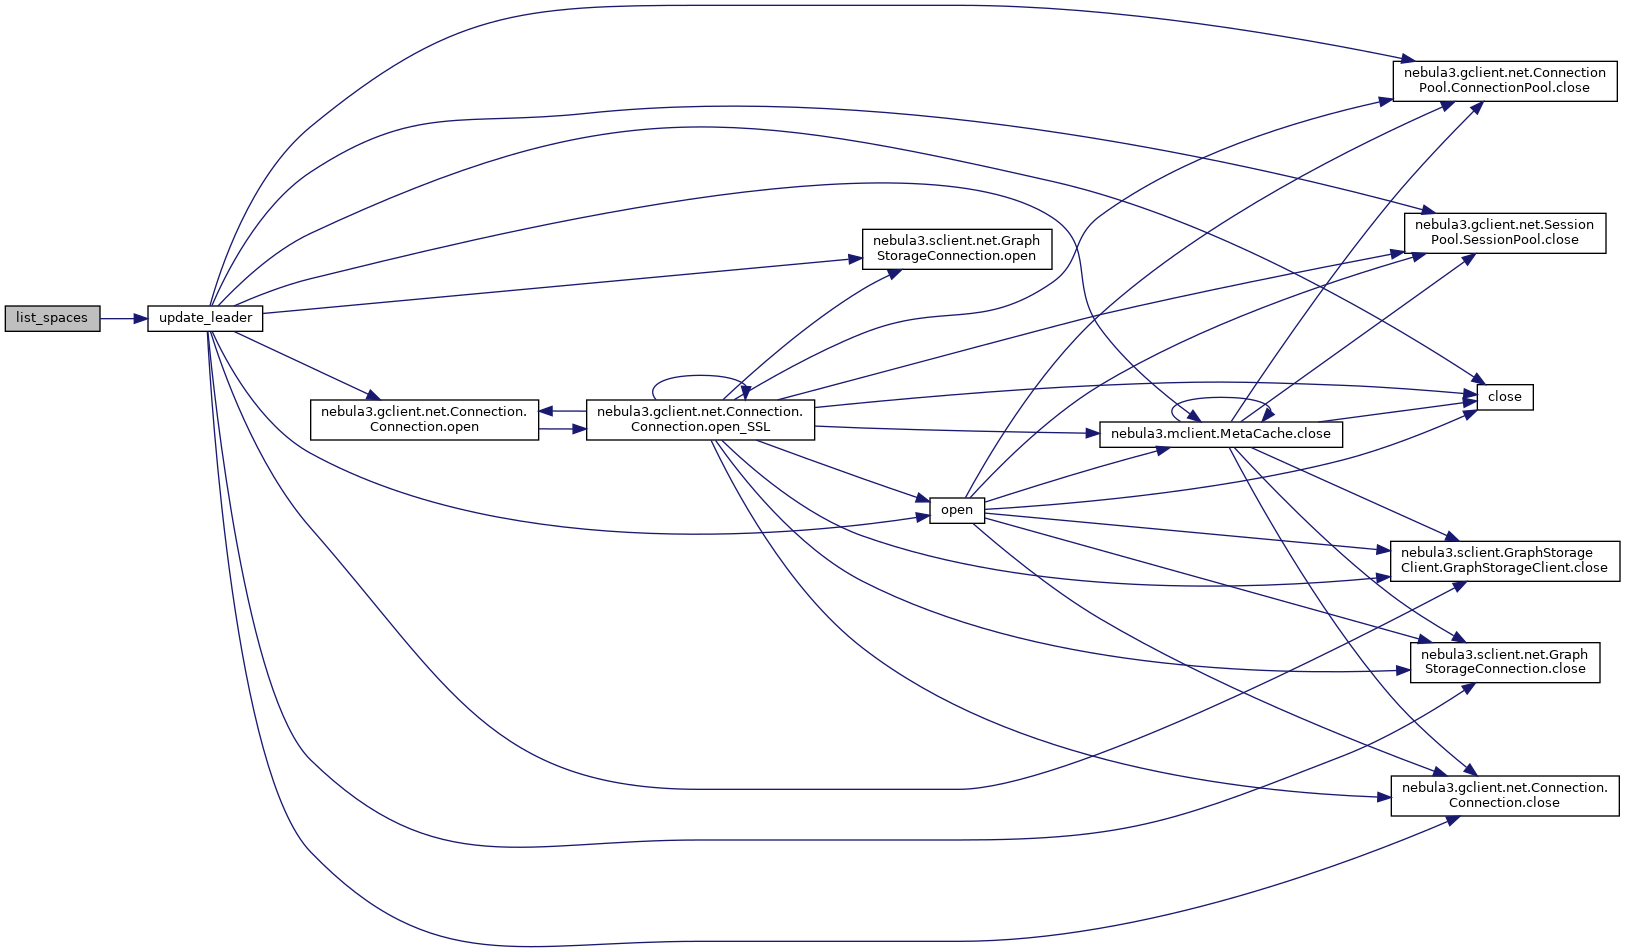 nebula3.gclient.net.Connection
Pool.ConnectionPool.close
nebula3.gclient.net.Session
Pool.SessionPool.close
nebula3.sclient.net.Graph
StorageConnection.open
list_spaces
update_leader
nebula3.gclient.net.Connection.
Connection.open
nebula3.gclient.net.Connection.
Connection.open_SSL
close
nebula3.mclient.MetaCache.close
open
nebula3.sclient.GraphStorage
Client.GraphStorageClient.close
nebula3.sclient.net.Graph
StorageConnection.close
nebula3.gclient.net.Connection.
Connection.close